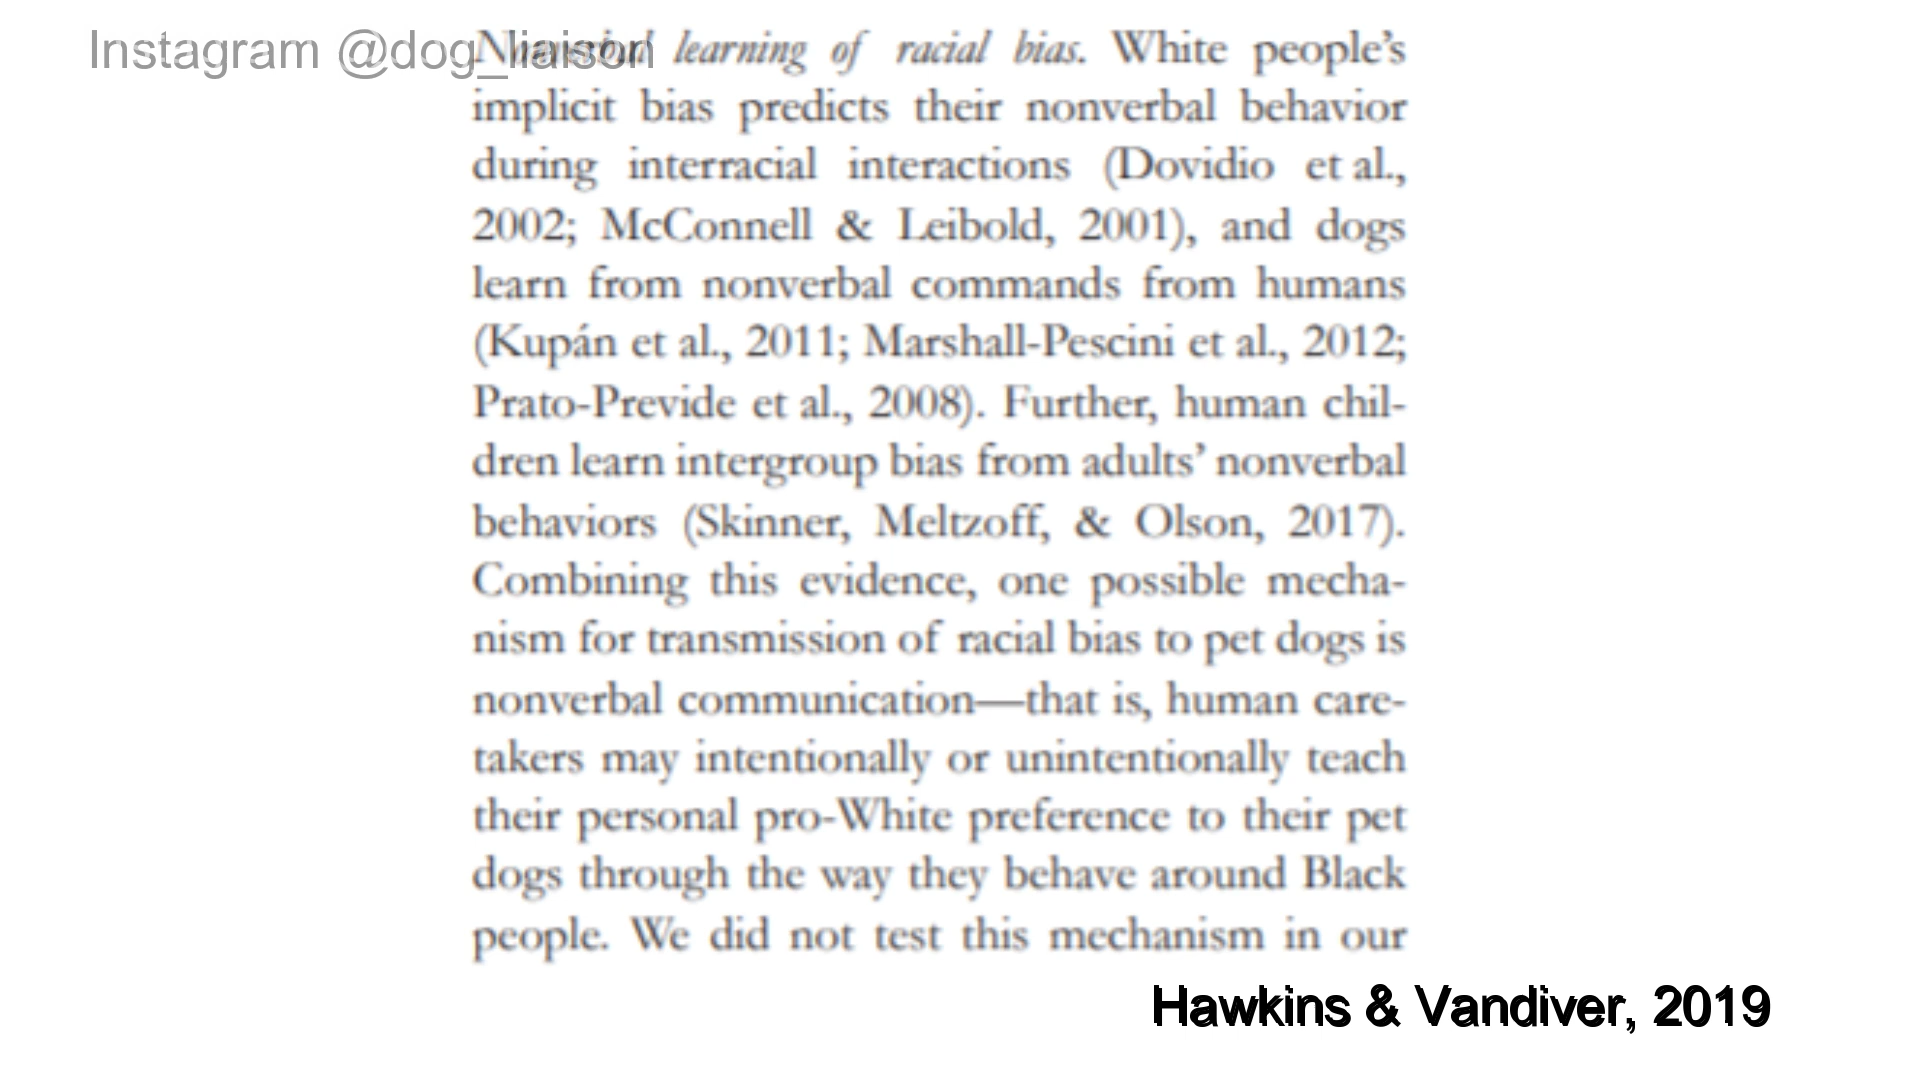 Instagram @dog_liaison
learning of racial bias. White people's
implicit bias predicts their nonverbal behavior
during interracial interactions (Dovidio et al.,
2002; McConnell & Leibold, 2001), and dogs
learn from nonverbal commands from humans
(Kupán et al., 2011; Marshall-Pescini et al., 2012;
Prato-Previde et al., 2008). Further, human chil-
dren learn intergroup bias from adults' nonverbal
behaviors (Skinner, Meltzoff, & Olson, 2017).
Combining this evidence, one possible mecha-
nism for transmission of racial bias to pet dogs is
nonverbal communication—that is, human care-
takers may intentionally or unintentionally teach
their personal pro-White preference to their pet
dogs through the way they behave around Black
people. We did not test this mechanism in our
Hawkins & Vandiver, 2019